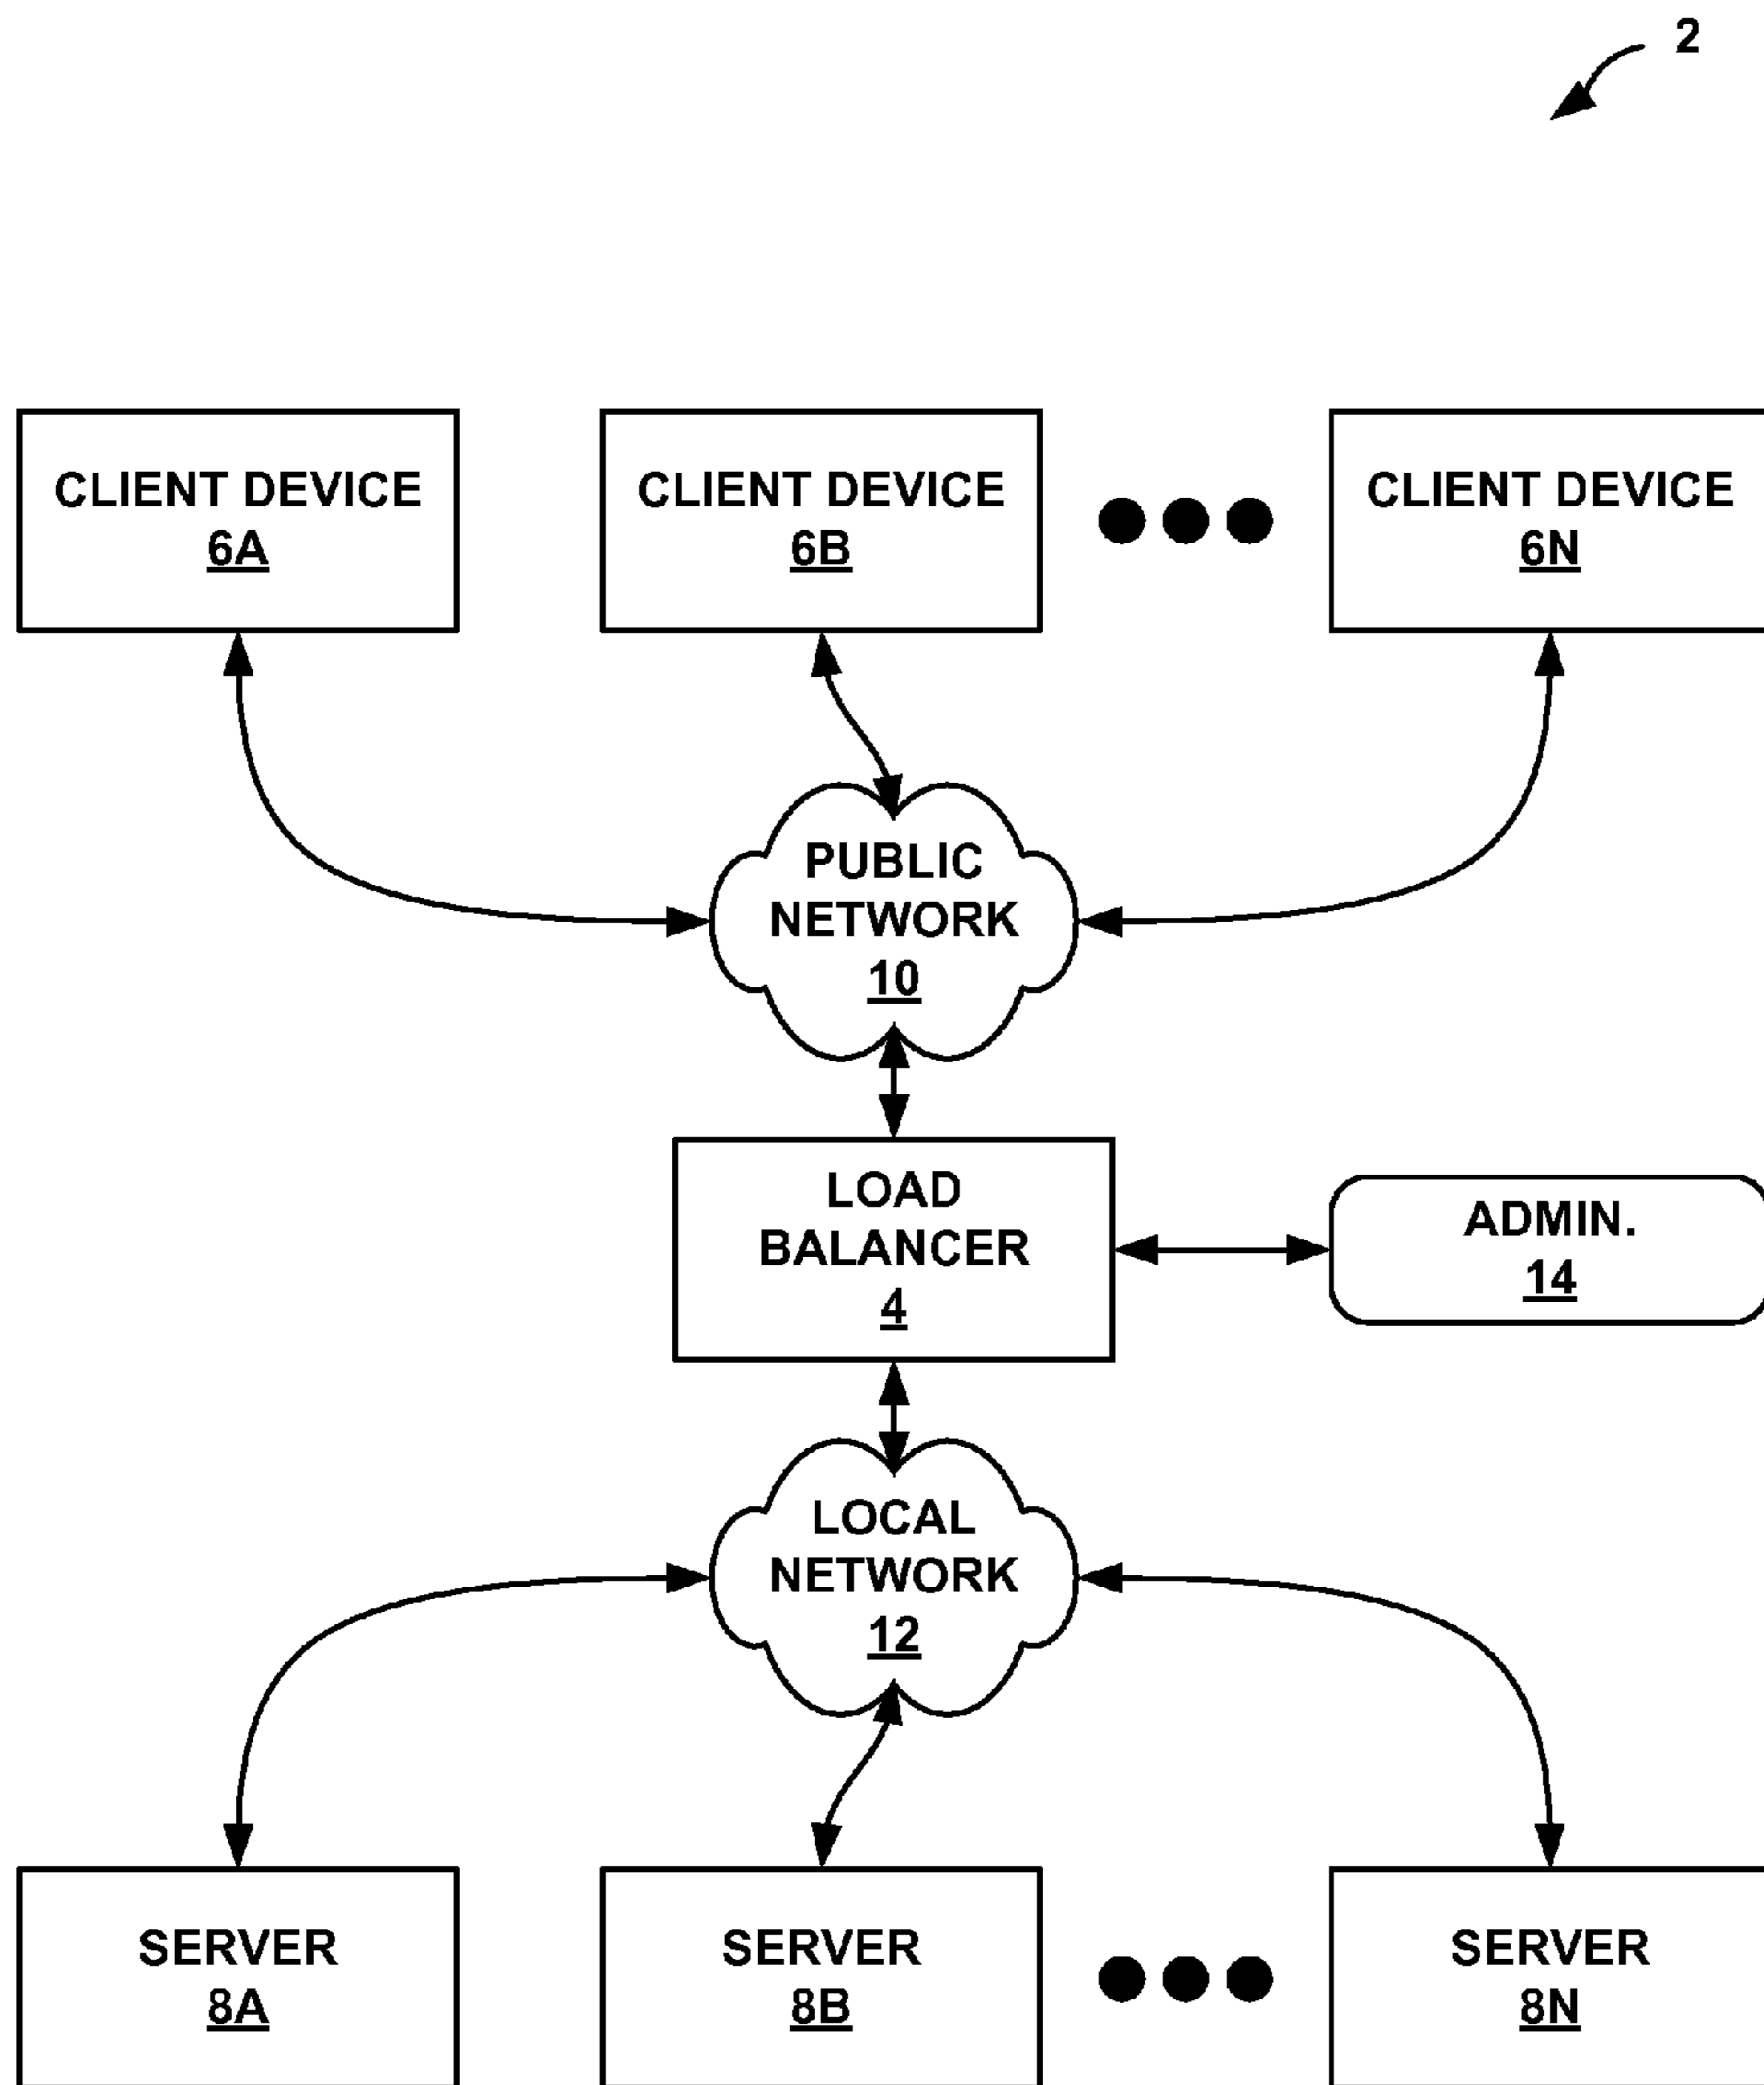 2
CLIENT DEVICE
6A
CLIENT DEVICE
6B
CLIENT DEVICE
6N
PUBLIC
NETWORK
10
LOAD
BALANCER
4
ADMIN.
14
LOCAL
NETWORK
12
SERVER
8A
SERVER
8B
SERVER
8N